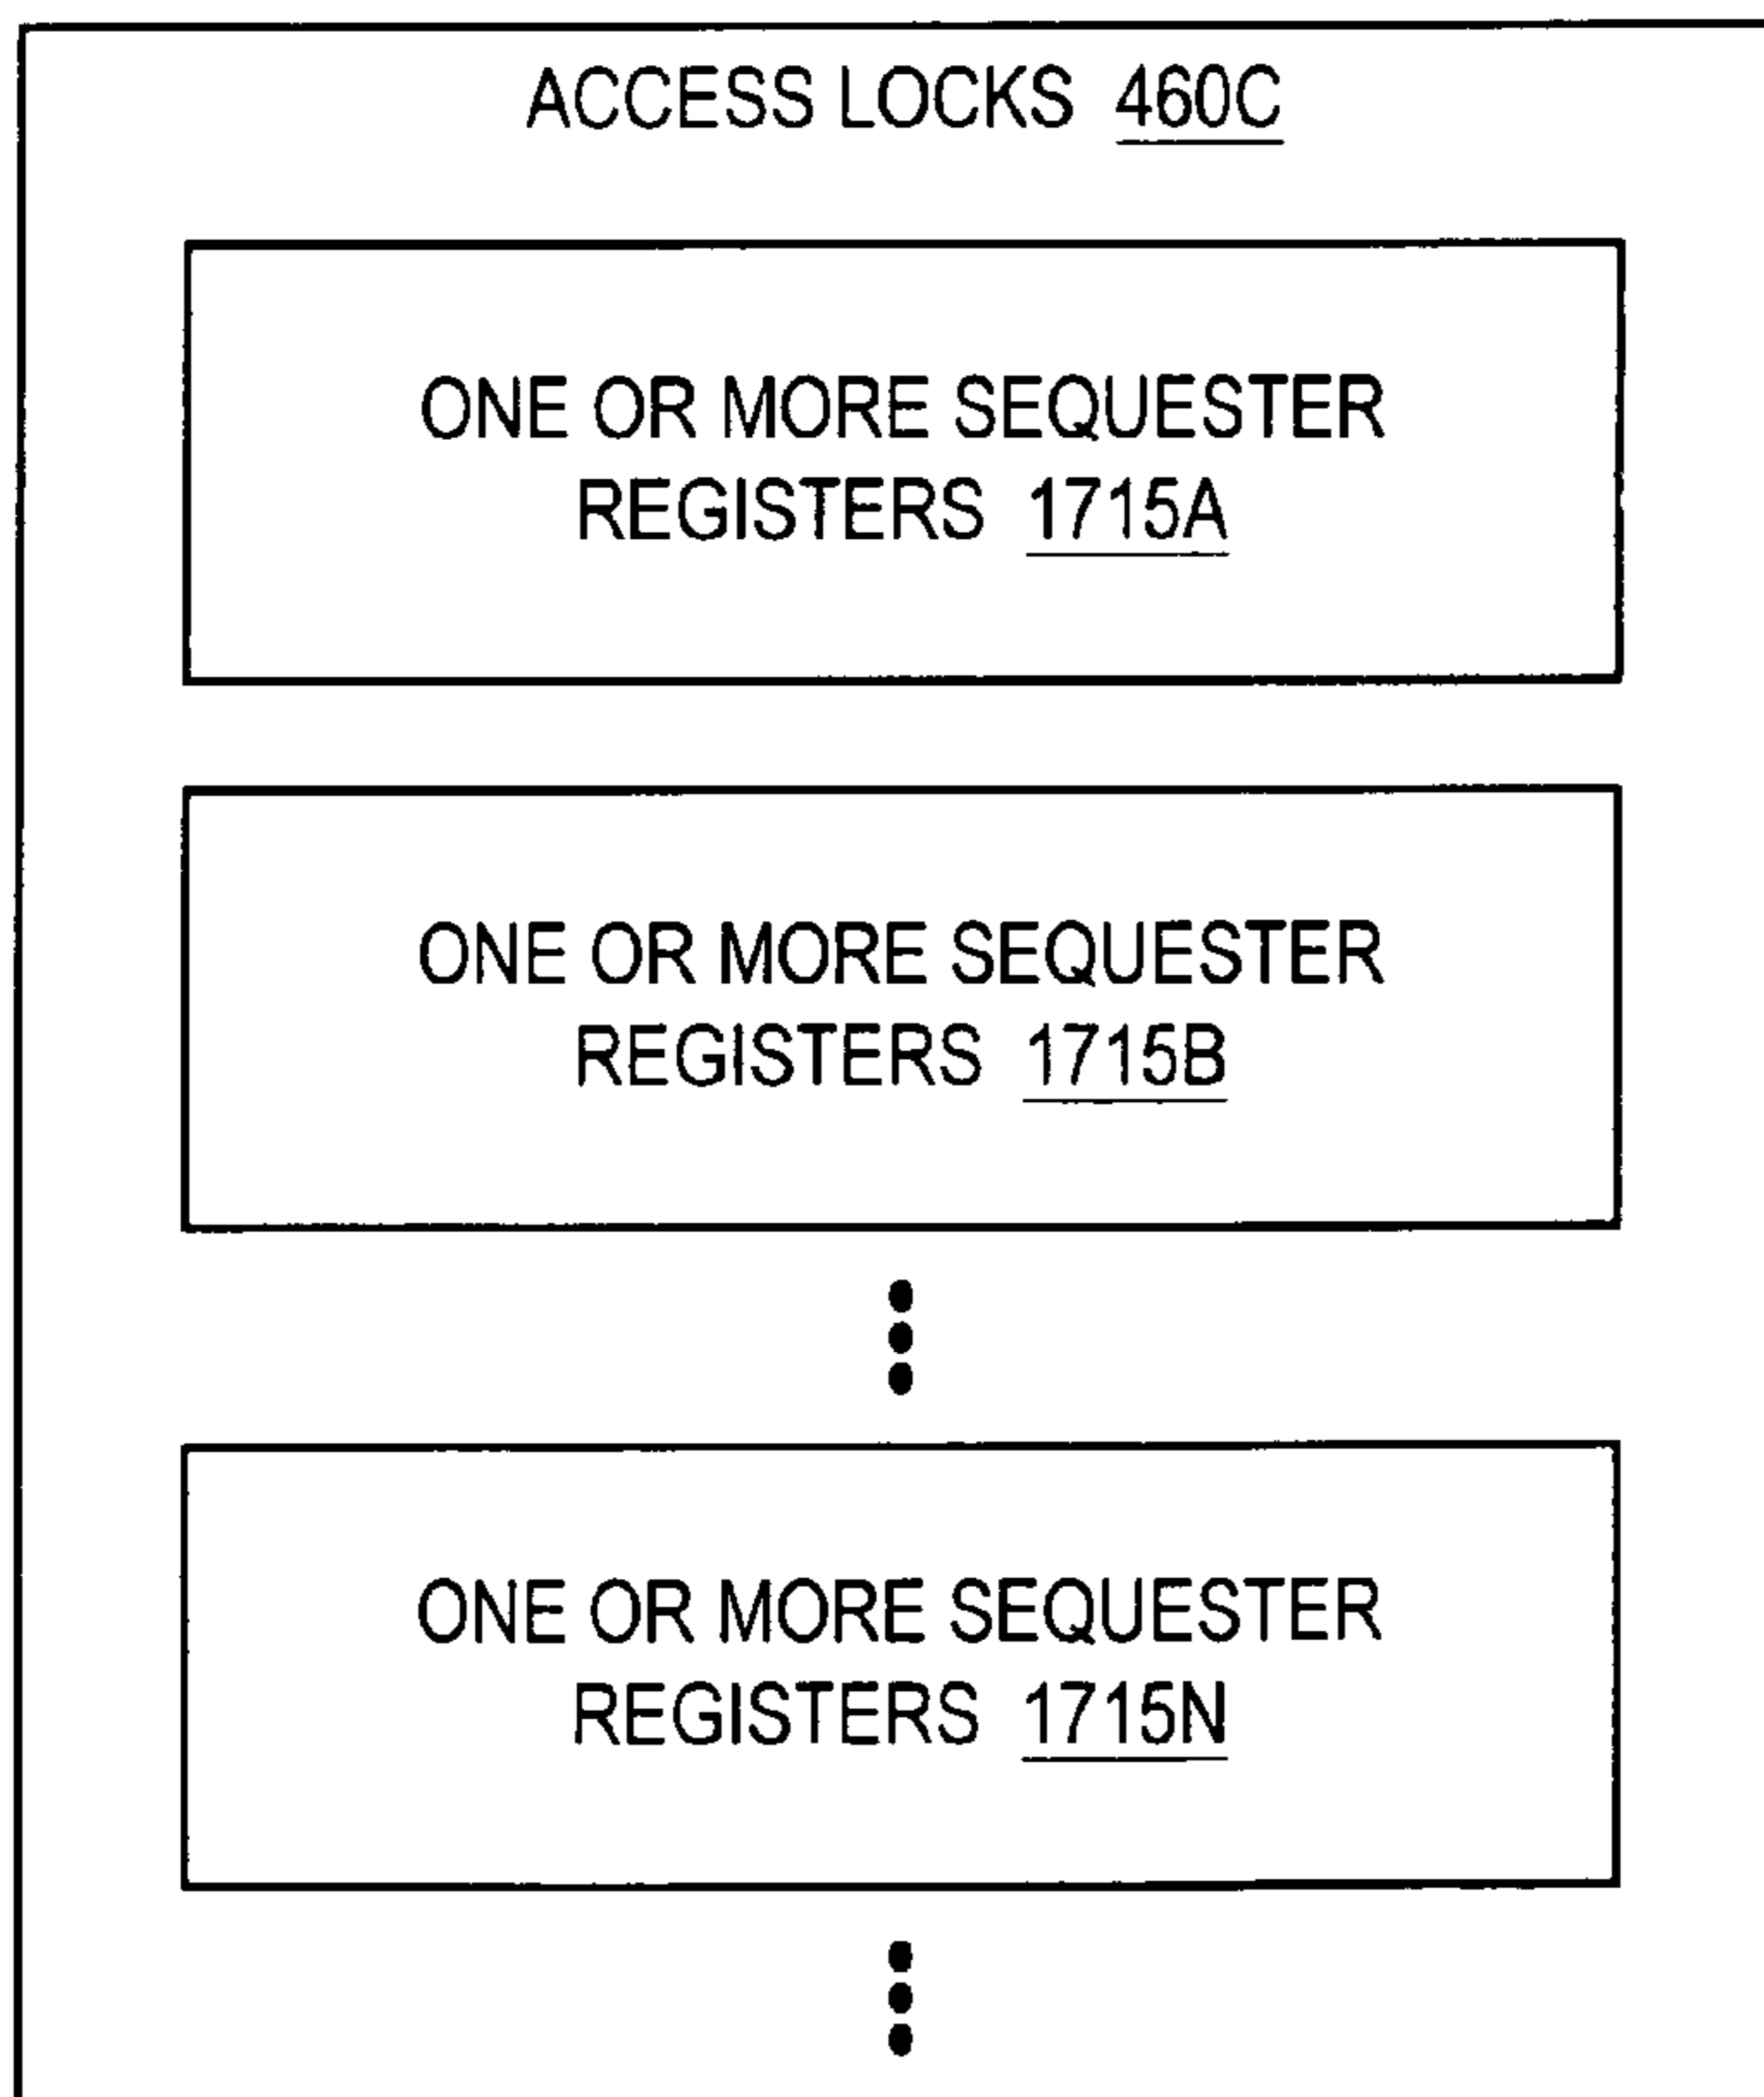 ACCESS LOCKS 460C
ONE OR MORE SEQUESTER
REGISTERS 1715A
ONE OR MORE SEQUESTER
REGISTERS 1715B
ONE OR MORE SEQUESTER
REGISTERS 1715N